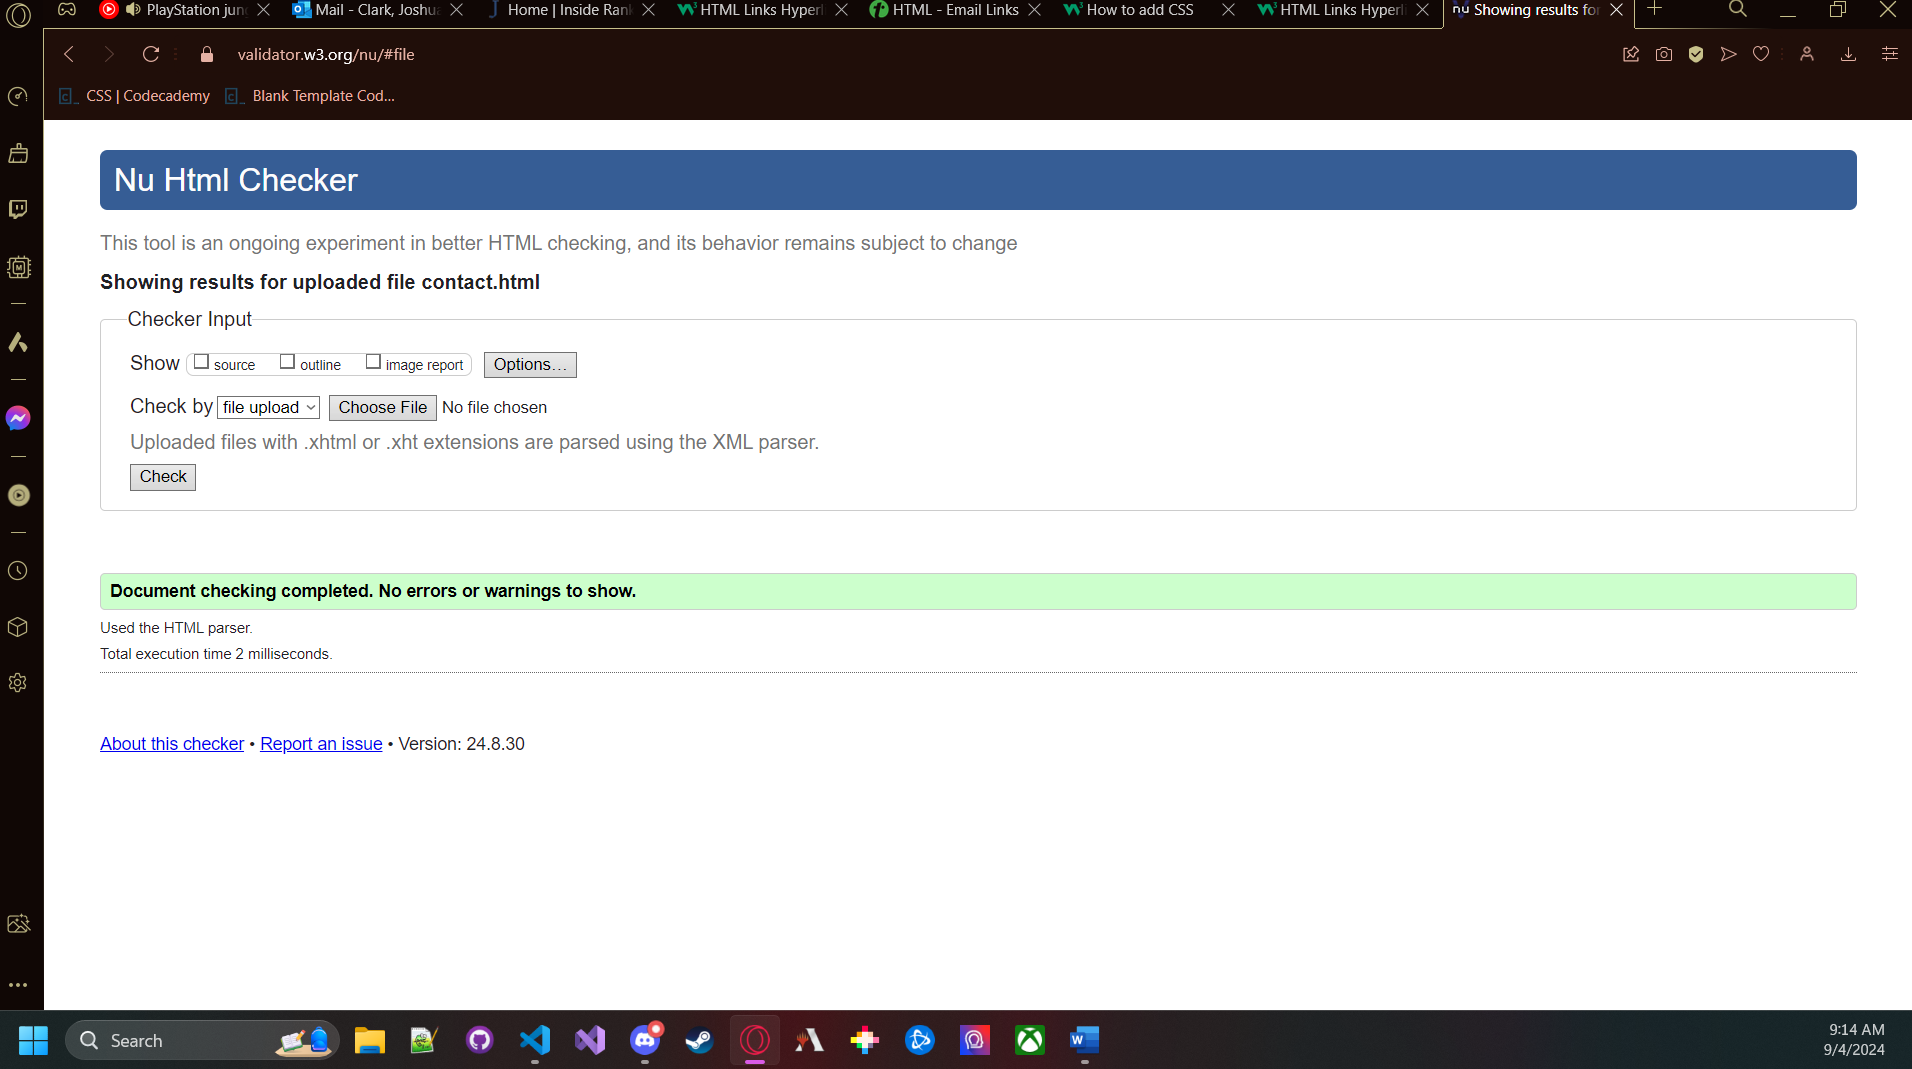 PlayStation jun
Mail - Clark, Joshua
Home | Inside Rank
HTML Links Hyperl
HTML - Email Links
How to add CSS
HTML Links Hyperli
Showing results for
validator.w3.org/nu/#file
CSS | Codecademy
Blank Template Cod...
Nu Html Checker
This tool is an ongoing experiment in better HTML checking, and its behavior remains subject to change
Showing results for uploaded file contact.html
Checker Input
Show source outline image report Options...
Check by file upload Choose File No file chosen
Uploaded files with .xhtml or .xht extensions are parsed using the XML parser.
Check
Document checking completed. No errors or warnings to show.
Used the HTML parser.
Total execution time 2 milliseconds.
About this checker • Report an issue • Version: 24.8.30
Search
9:14 AM
9/4/2024